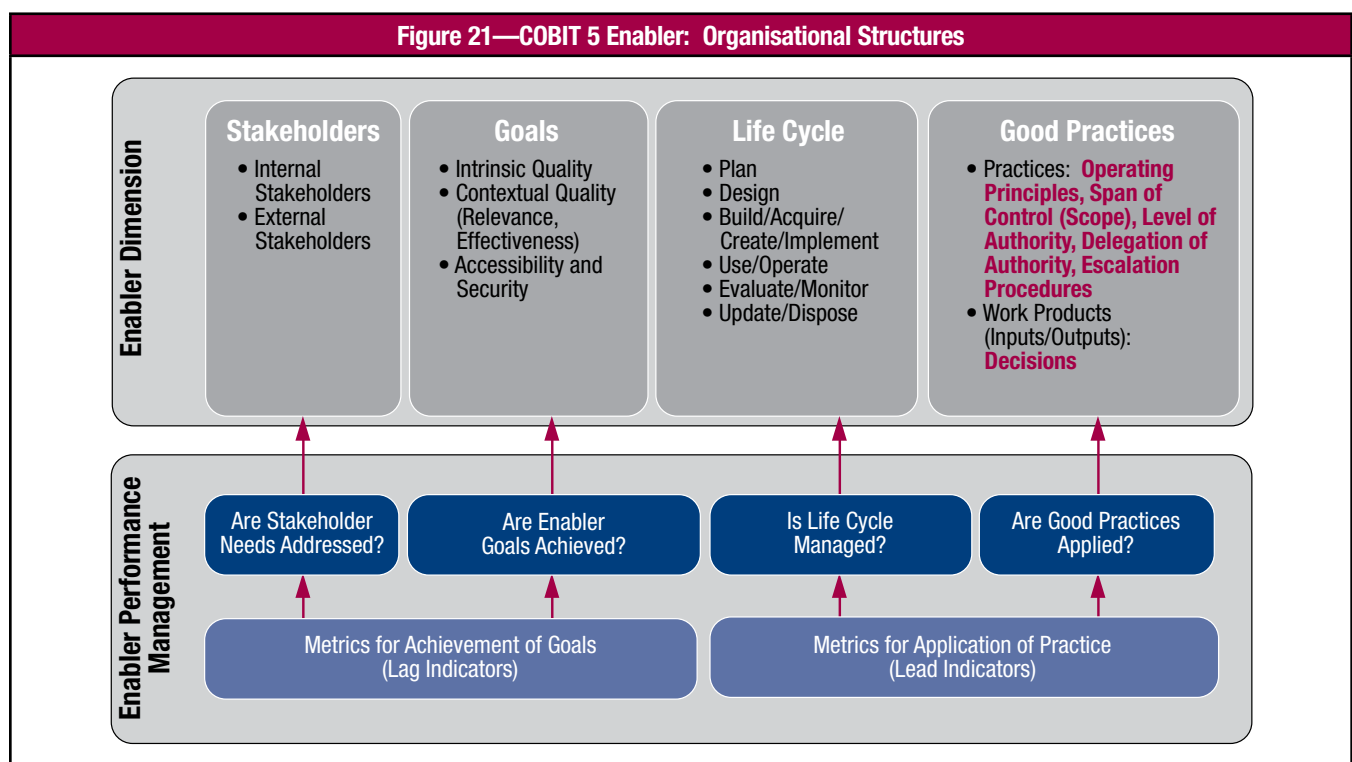 Figure 21—COBIT 5 Enabler: Organisational Structures
Enabler Dimension
Stakeholders
• Internal
Stakeholders
• External
Stakeholders
Goals
• Intrinsic Quality
• Contextual Quality
(Relevance,
Effectiveness)
• Accessibility and
Security
Life Cycle
• Plan
• Design
• Build/Acquire/
Create/Implement
• Use/Operate
• Evaluate/Monitor
• Update/Dispose
Good Practices
• Practices: Operating
Principles, Span of
Control (Scope), Level of
Authority, Delegation of
Authority, Escalation
Procedures
• Work Products
(Inputs/Outputs):
Decisions
Enabler Performance
Management
Are Stakeholder
Needs Addressed?
Are Enabler
Goals Achieved?
Is Life Cycle
Managed?
Are Good Practices
Applied?
Metrics for Achievement of Goals
(Lag Indicators)
Metrics for Application of Practice
(Lead Indicators)